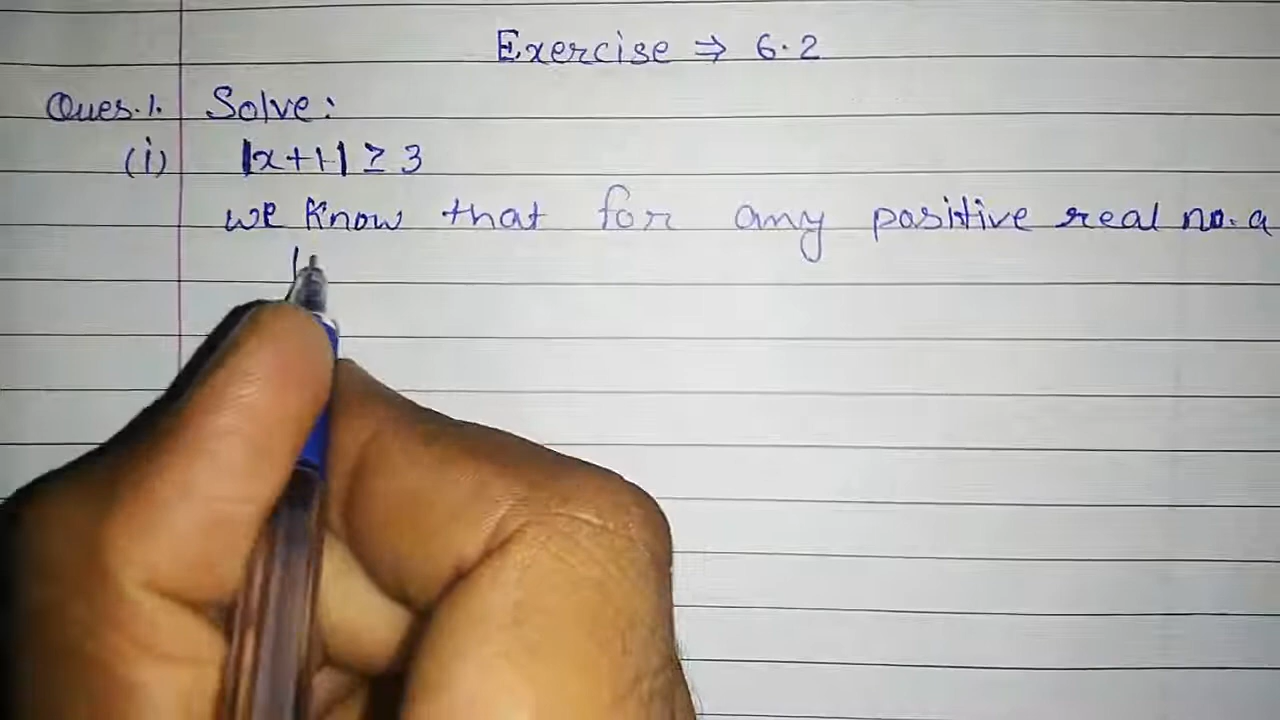 Exercise ⇒ 6.2
Ques.1. Solve:
(i) |x+1| ≥ 3
we know that for any positive real no. a
|